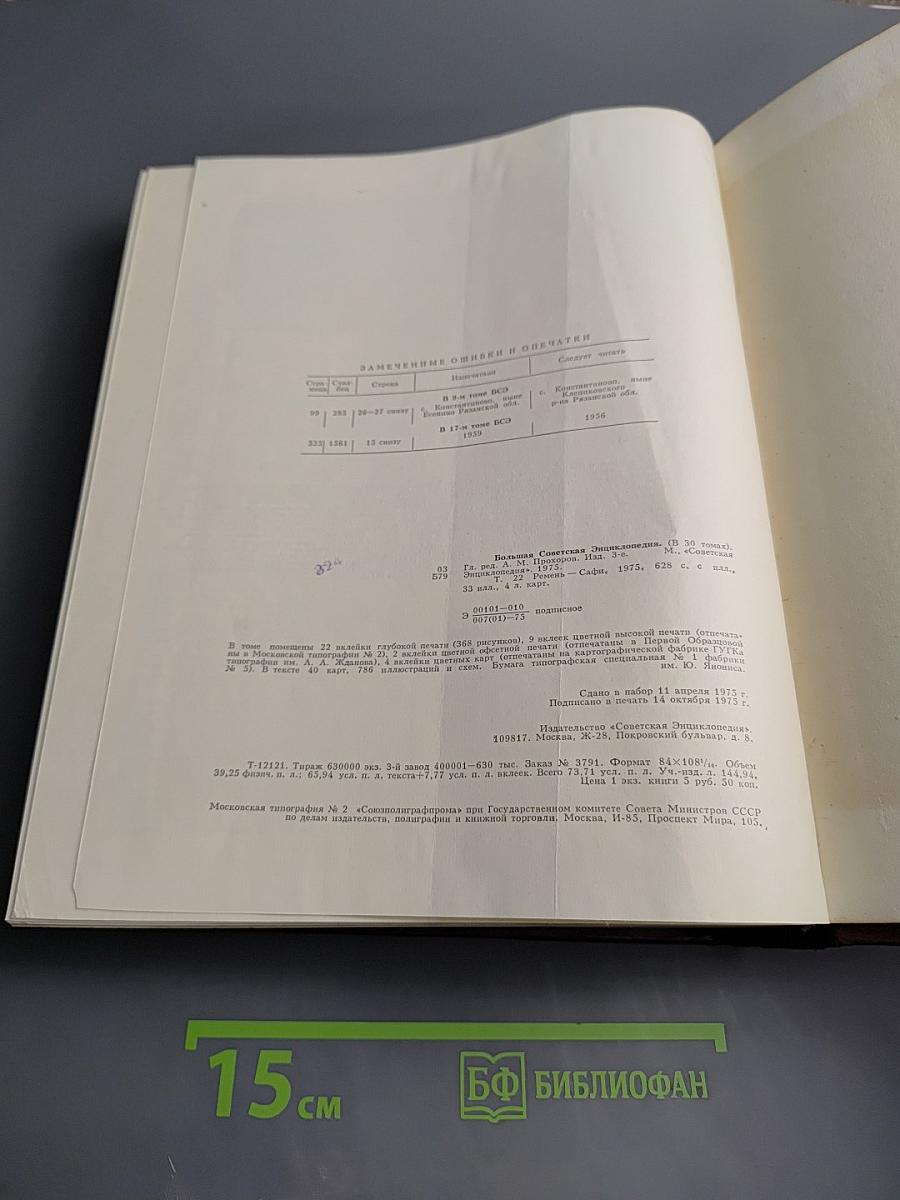 ЗАМЕЧЕННЫЕ ОШИБКИ И ОПЕЧАТКИ
Стра-ница Стол-бец Строка Напечатано Следует читать
В 9-м томе БСЭ
99 283 26—27 снизу с. Константиново, ныне Есенино Рязанской обл. с. Константиново, ныне Клепиковского р-на Рязанской обл.
В 17-м томе БСЭ
533 1561 15 снизу 1959 1956
Большая Советская Энциклопедия. (В 30 томах).
03 Гл. ред. А. М. Прохоров. Изд. 3-е. М., «Советская
Б79 Энциклопедия». 1975.
Т. 22 Ремень — Сафи. 1975. 628 с. с илл.,
33 илл., 4 л. карт.
Э 00101—010 подписное
007(01)—75
В томе помещены 22 вклейки глубокой печати (368 рисунков), 9 вклеек цветной высокой печати (отпечата-
ны в Московской типографии № 2), 2 вклейки цветной офсетной печати (отпечатаны в Первой Образцовой
типографии им. А. А. Жданова), 4 вклейки цветных карт (отпечатаны на картографической фабрике ГУГКа
№ 5). В тексте 40 карт, 786 иллюстраций и схем. Бумага типографская специальная № 1 фабрики
им. Ю. Янониса.
Сдано в набор 11 апреля 1975 г.
Подписано в печать 14 октября 1975 г.
Издательство «Советская Энциклопедия».
109817. Москва, Ж-28, Покровский бульвар, д. 8.
Т-12121. Тираж 630000 экз. 3-й завод 400001—630 тыс. Заказ № 3791. Формат 84×108¹/₁₆. Объем
39,25 физич. п. л.; 65,94 усл. п. л. текста+7,77 усл. п. л. вклеек. Всего 73,71 усл. п. л. Уч.-изд. л. 144,94.
Цена 1 экз. книги 5 руб. 50 коп.
Московская типография № 2 «Союзполиграфпрома» при Государственном комитете Совета Министров СССР
по делам издательств, полиграфии и книжной торговли. Москва, И-85, Проспект Мира, 105.
15 см
БФ БИБЛИОФАН